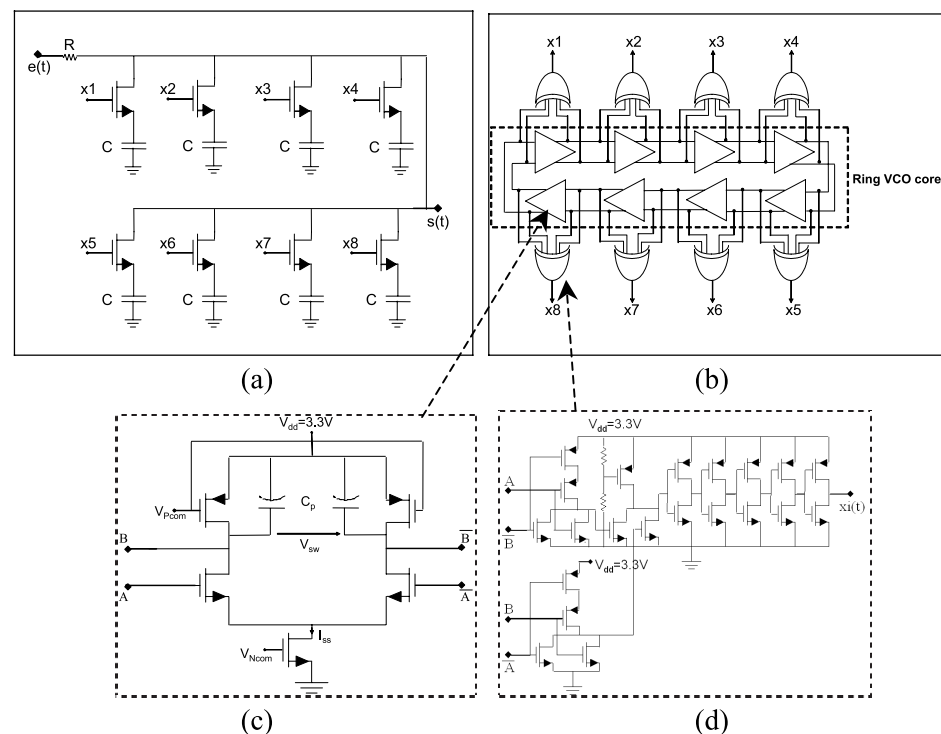 R
e(t)
x1 x2 x3 x4
C C C C
s(t)
x5 x6 x7 x8
C C C C
(a)
x1 x2 x3 x4
Ring VCO core
x8 x7 x6 x5
(b)
Vdd=3.3V
VPcom
Cp
Vsw
B B̅
A A̅
Iss
VNcom
(c)
Vdd=3.3V
A
B̅
xi(t)
Vdd=3.3V
B
A̅
(d)